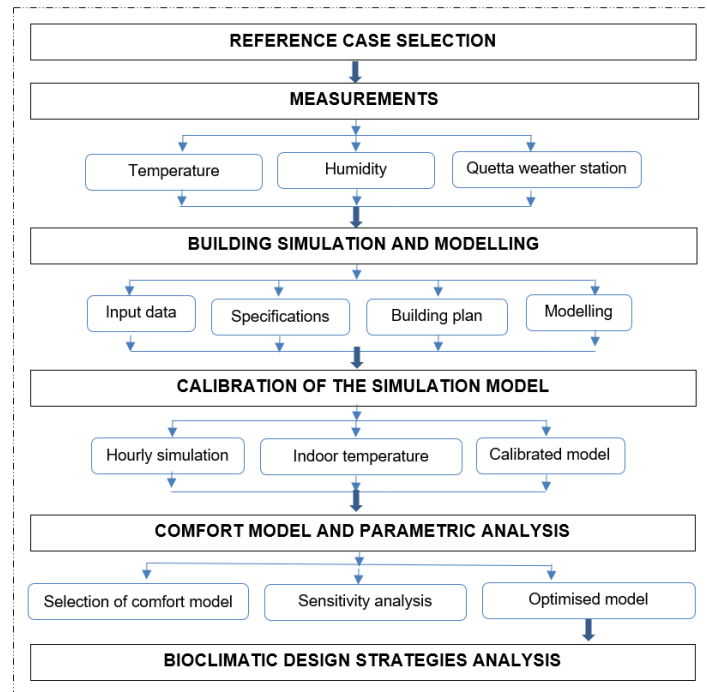 REFERENCE CASE SELECTION
MEASUREMENTS
Temperature
Humidity
Quetta weather station
BUILDING SIMULATION AND MODELLING
Input data
Specifications
Building plan
Modelling
CALIBRATION OF THE SIMULATION MODEL
Hourly simulation
Indoor temperature
Calibrated model
COMFORT MODEL AND PARAMETRIC ANALYSIS
Selection of comfort model
Sensitivity analysis
Optimised model
BIOCLIMATIC DESIGN STRATEGIES ANALYSIS